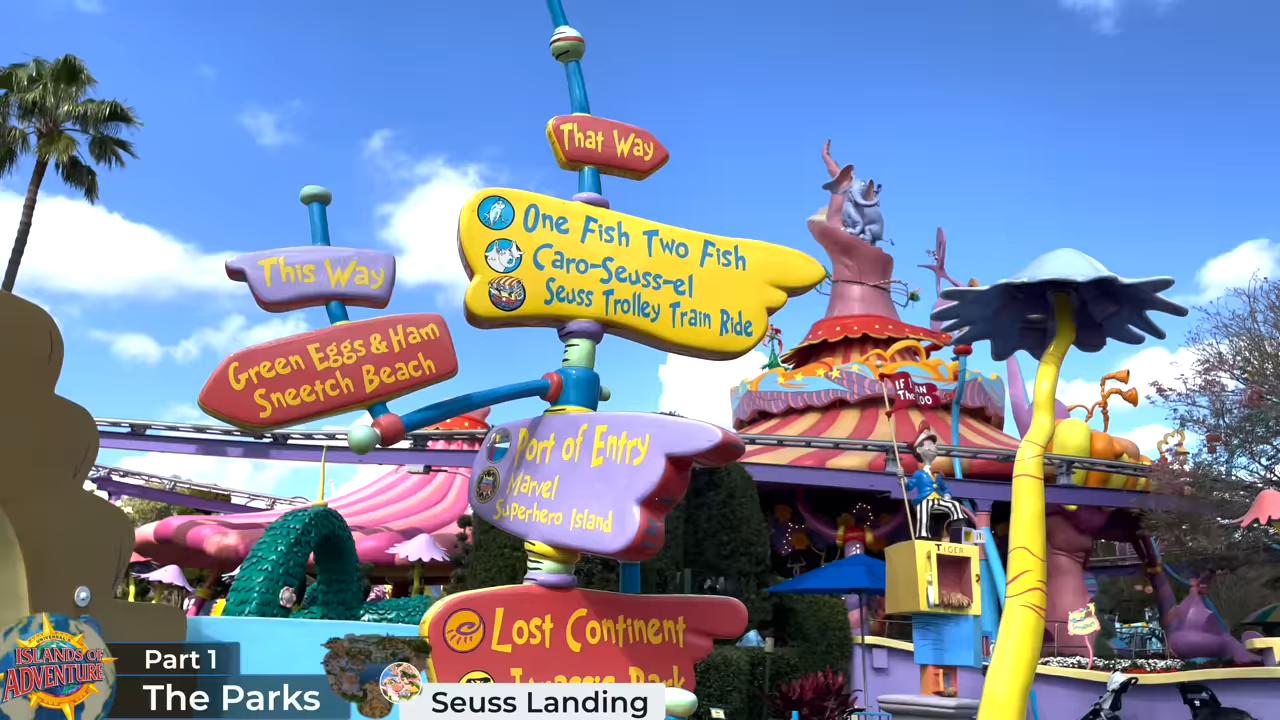 That Way
One Fish Two Fish
Caro-Seuss-el
Seuss Trolley Train Ride
This Way
Green Eggs & Ham
Sneetch Beach
Port of Entry
Marvel
Superhero Island
Lost Continent
Jurassic Park
IF I RAN
The ZOO
TIGER
ISLANDS OF
ADVENTURE
Part 1
The Parks
Seuss Landing